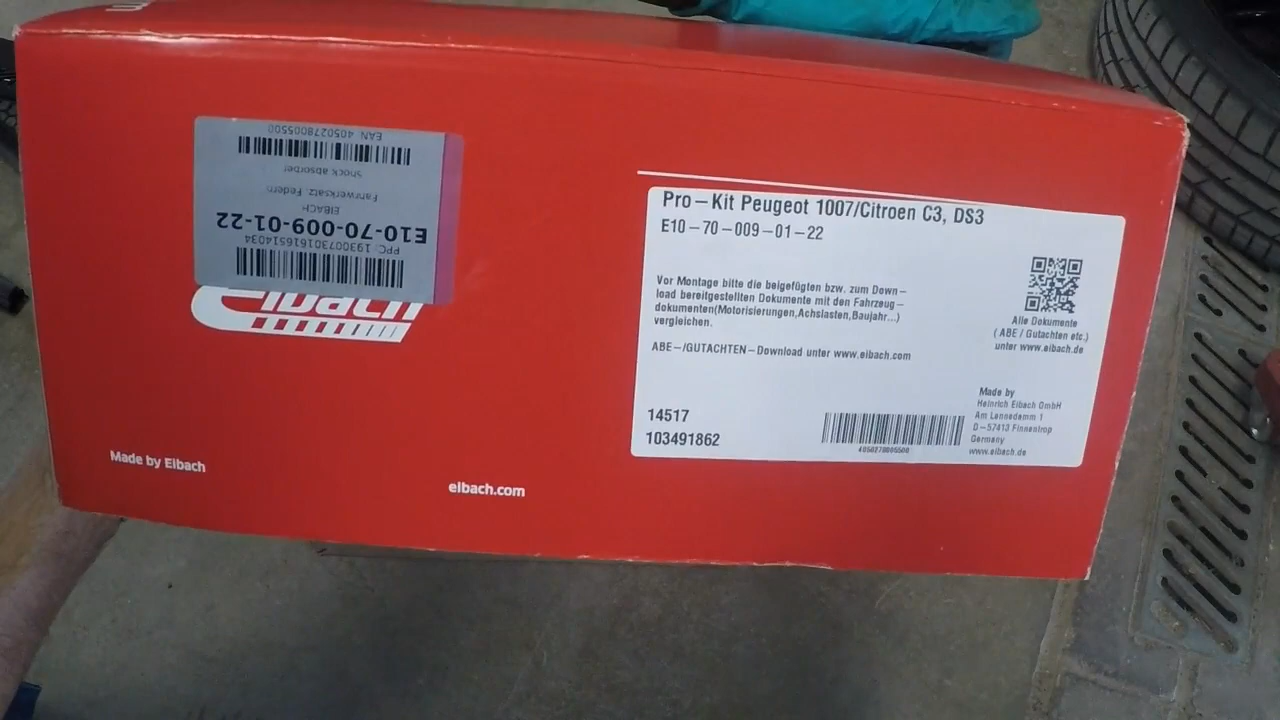 EAN 4050278005500
shock absorber
Fahrwerksatz, Federn
EIBACH
E10-70-009-01-22
PPC 1930073016165140​34
eibach
Made by Eibach
eibach.com
Pro-Kit Peugeot 1007/Citroen C3, DS3
E10-70-009-01-22
Vor Montage bitte die beigefügten bzw. zum Down-
load bereitgestellten Dokumente mit den Fahrzeug-
dokumenten(Motorisierungen,Achslasten,Baujahr...)
vergleichen.
ABE-/GUTACHTEN-Download unter www.eibach.com
Alle Dokumente
( ABE / Gutachten etc.)
unter www.eibach.de
14517
103491862
4050278005500
Made by
Heinrich Eibach GmbH
Am Lennedamm 1
D-57413 Finnentrop
Germany
www.eibach.de